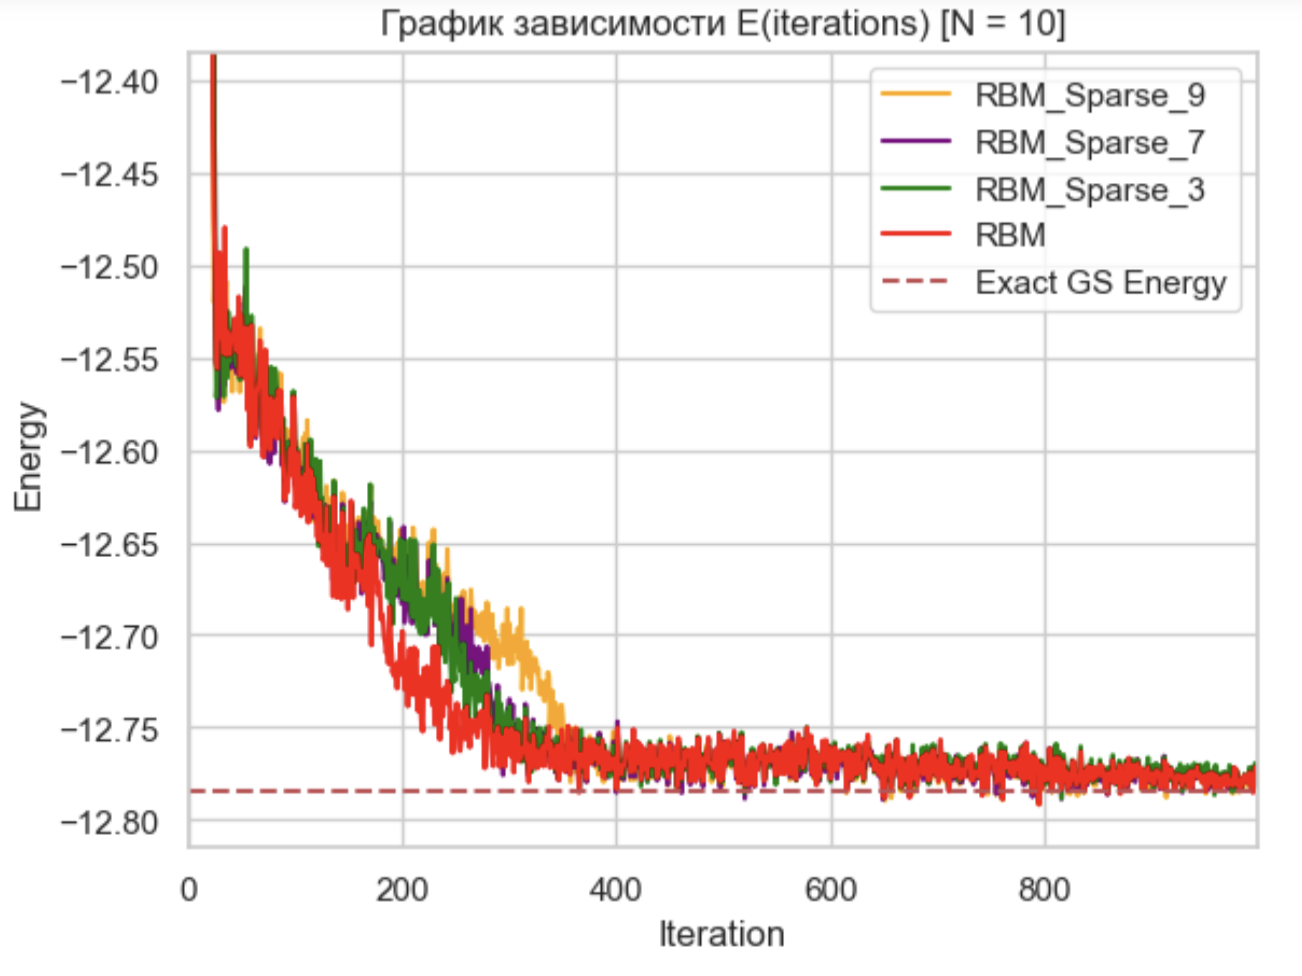 График зависимости E(iterations) [N = 10]
RBM_Sparse_9
RBM_Sparse_7
RBM_Sparse_3
RBM
Exact GS Energy
Energy
−12.40
−12.45
−12.50
−12.55
−12.60
−12.65
−12.70
−12.75
−12.80
0 200 400 600 800
Iteration